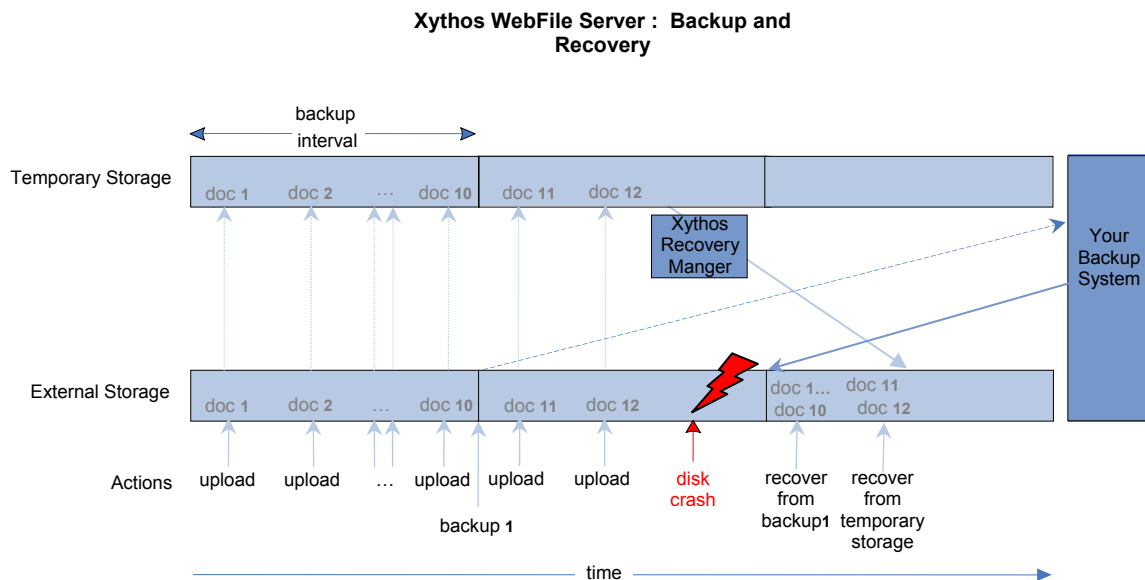 Xythos WebFile Server : Backup and
Recovery
backup
interval
Temporary Storage
doc 1
doc 2
...
doc 10
doc 11
doc 12
Xythos
Recovery
Manger
Your
Backup
System
External Storage
doc 1
doc 2
...
doc 10
doc 11
doc 12
doc 1...
doc 10
doc 11
doc 12
Actions
upload
upload
...
upload
upload
upload
disk
crash
recover
from
backup1
recover
from
temporary
storage
backup 1
time